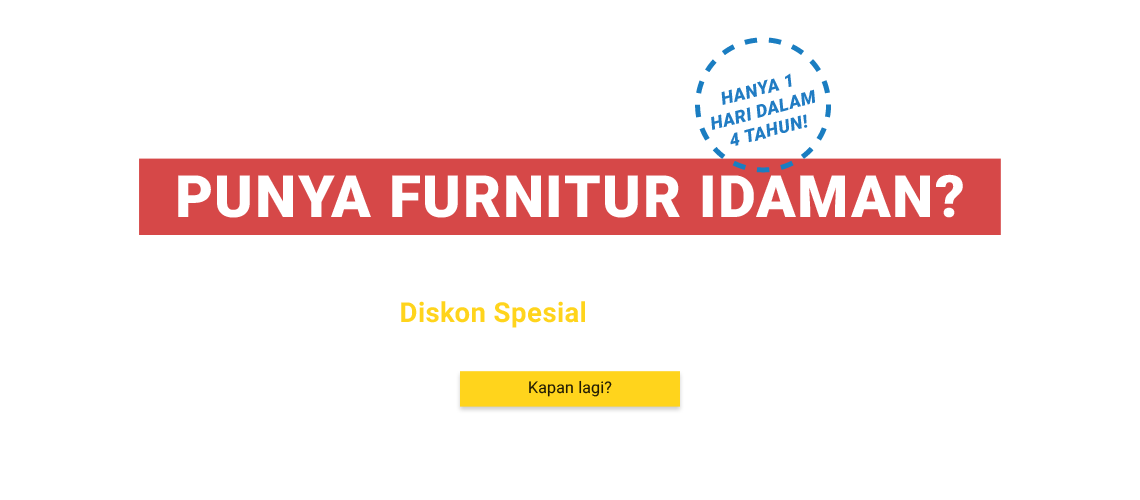 HANYA 1
HARI DALAM
4 TAHUN!
PUNYA FURNITUR IDAMAN?
Diskon Spesial
Kapan lagi?